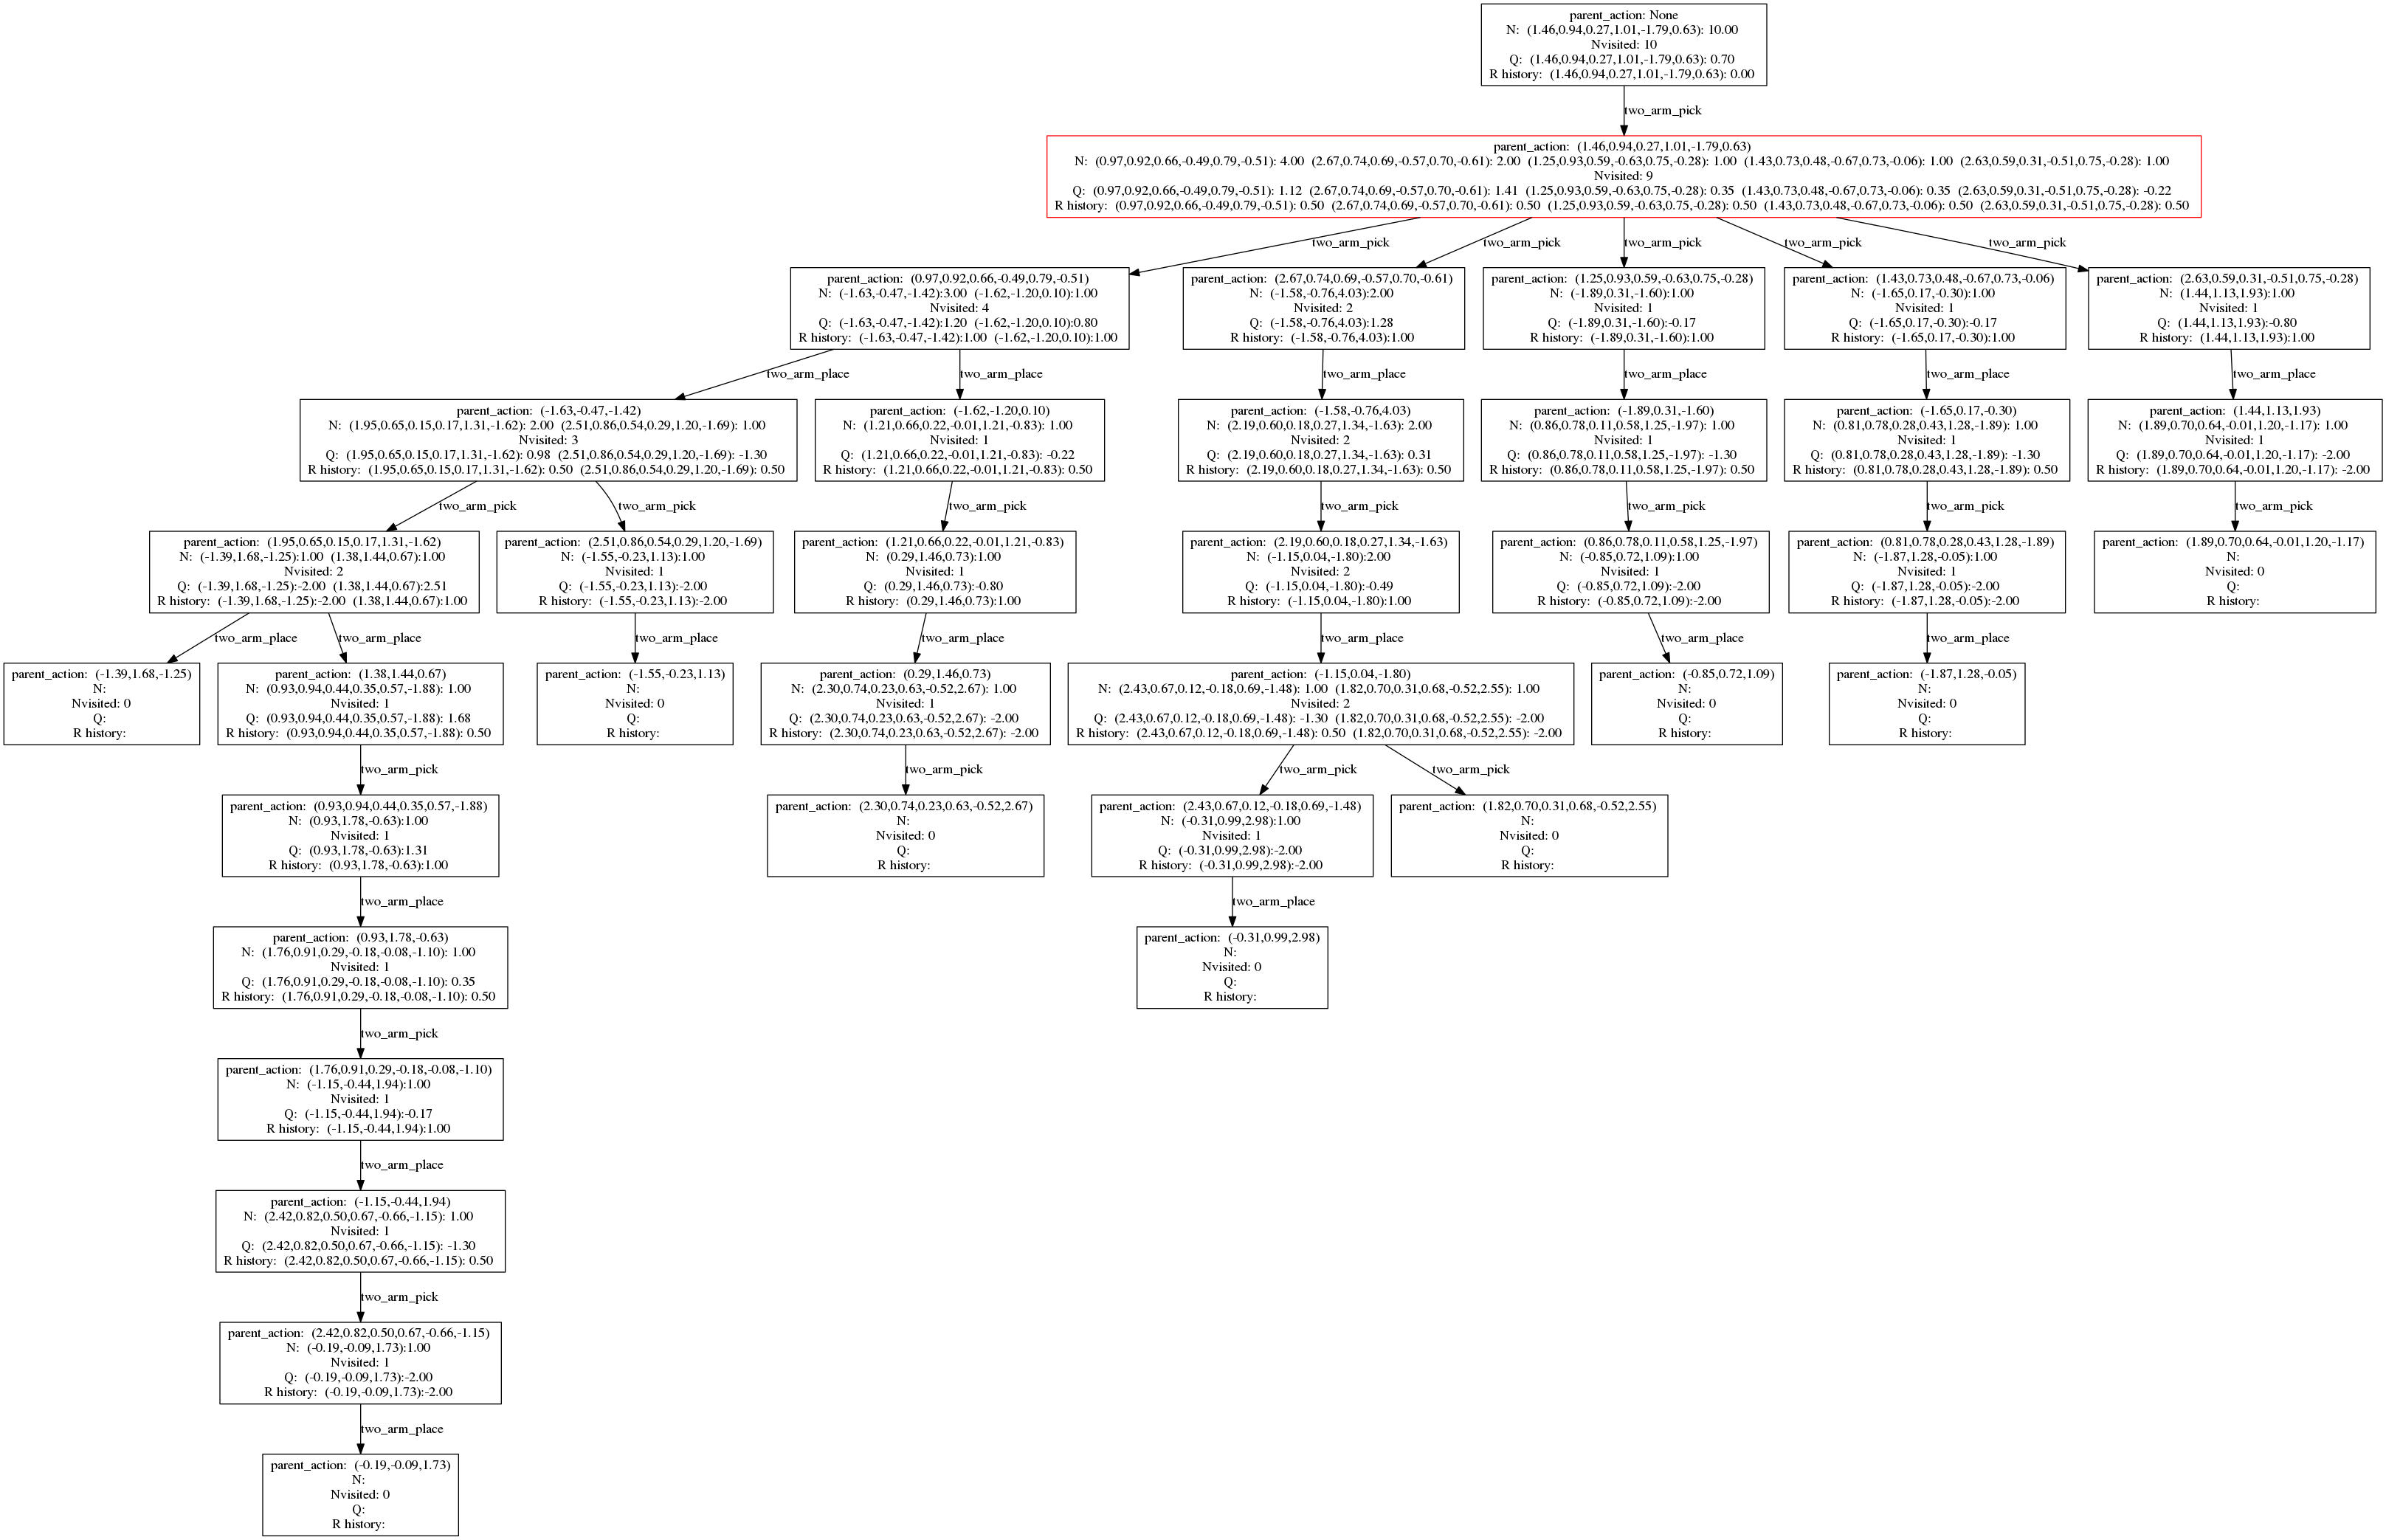 parent_action: None
N: (1.46,0.94,0.27,1.01,-1.79,0.63): 10.00
Nvisited: 10
Q: (1.46,0.94,0.27,1.01,-1.79,0.63): 0.70
R history: (1.46,0.94,0.27,1.01,-1.79,0.63): 0.00
two_arm_pick
parent_action: (1.46,0.94,0.27,1.01,-1.79,0.63)
N: (0.97,0.92,0.66,-0.49,0.79,-0.51): 4.00 (2.67,0.74,0.69,-0.57,0.70,-0.61): 2.00 (1.25,0.93,0.59,-0.63,0.75,-0.28): 1.00 (1.43,0.73,0.48,-0.67,0.73,-0.06): 1.00 (2.63,0.59,0.31,-0.51,0.75,-0.28): 1.00
Nvisited: 9
Q: (0.97,0.92,0.66,-0.49,0.79,-0.51): 1.12 (2.67,0.74,0.69,-0.57,0.70,-0.61): 1.41 (1.25,0.93,0.59,-0.63,0.75,-0.28): 0.35 (1.43,0.73,0.48,-0.67,0.73,-0.06): 0.35 (2.63,0.59,0.31,-0.51,0.75,-0.28): -0.22
R history: (0.97,0.92,0.66,-0.49,0.79,-0.51): 0.50 (2.67,0.74,0.69,-0.57,0.70,-0.61): 0.50 (1.25,0.93,0.59,-0.63,0.75,-0.28): 0.50 (1.43,0.73,0.48,-0.67,0.73,-0.06): 0.50 (2.63,0.59,0.31,-0.51,0.75,-0.28): 0.50
two_arm_pick
two_arm_pick
two_arm_pick
two_arm_pick
two_arm_pick
parent_action: (0.97,0.92,0.66,-0.49,0.79,-0.51)
N: (-1.63,-0.47,-1.42):3.00 (-1.62,-1.20,0.10):1.00
Nvisited: 4
Q: (-1.63,-0.47,-1.42):1.20 (-1.62,-1.20,0.10):0.80
R history: (-1.63,-0.47,-1.42):1.00 (-1.62,-1.20,0.10):1.00
parent_action: (2.67,0.74,0.69,-0.57,0.70,-0.61)
N: (-1.58,-0.76,4.03):2.00
Nvisited: 2
Q: (-1.58,-0.76,4.03):1.28
R history: (-1.58,-0.76,4.03):1.00
parent_action: (1.25,0.93,0.59,-0.63,0.75,-0.28)
N: (-1.89,0.31,-1.60):1.00
Nvisited: 1
Q: (-1.89,0.31,-1.60):-0.17
R history: (-1.89,0.31,-1.60):1.00
parent_action: (1.43,0.73,0.48,-0.67,0.73,-0.06)
N: (-1.65,0.17,-0.30):1.00
Nvisited: 1
Q: (-1.65,0.17,-0.30):-0.17
R history: (-1.65,0.17,-0.30):1.00
parent_action: (2.63,0.59,0.31,-0.51,0.75,-0.28)
N: (1.44,1.13,1.93):1.00
Nvisited: 1
Q: (1.44,1.13,1.93):-0.80
R history: (1.44,1.13,1.93):1.00
two_arm_place
two_arm_place
two_arm_place
two_arm_place
two_arm_place
two_arm_place
parent_action: (-1.63,-0.47,-1.42)
N: (1.95,0.65,0.15,0.17,1.31,-1.62): 2.00 (2.51,0.86,0.54,0.29,1.20,-1.69): 1.00
Nvisited: 3
Q: (1.95,0.65,0.15,0.17,1.31,-1.62): 0.98 (2.51,0.86,0.54,0.29,1.20,-1.69): -1.30
R history: (1.95,0.65,0.15,0.17,1.31,-1.62): 0.50 (2.51,0.86,0.54,0.29,1.20,-1.69): 0.50
parent_action: (-1.62,-1.20,0.10)
N: (1.21,0.66,0.22,-0.01,1.21,-0.83): 1.00
Nvisited: 1
Q: (1.21,0.66,0.22,-0.01,1.21,-0.83): -0.22
R history: (1.21,0.66,0.22,-0.01,1.21,-0.83): 0.50
parent_action: (-1.58,-0.76,4.03)
N: (2.19,0.60,0.18,0.27,1.34,-1.63): 2.00
Nvisited: 2
Q: (2.19,0.60,0.18,0.27,1.34,-1.63): 0.31
R history: (2.19,0.60,0.18,0.27,1.34,-1.63): 0.50
parent_action: (-1.89,0.31,-1.60)
N: (0.86,0.78,0.11,0.58,1.25,-1.97): 1.00
Nvisited: 1
Q: (0.86,0.78,0.11,0.58,1.25,-1.97): -1.30
R history: (0.86,0.78,0.11,0.58,1.25,-1.97): 0.50
parent_action: (-1.65,0.17,-0.30)
N: (0.81,0.78,0.28,0.43,1.28,-1.89): 1.00
Nvisited: 1
Q: (0.81,0.78,0.28,0.43,1.28,-1.89): -1.30
R history: (0.81,0.78,0.28,0.43,1.28,-1.89): 0.50
parent_action: (1.44,1.13,1.93)
N: (1.89,0.70,0.64,-0.01,1.20,-1.17): 1.00
Nvisited: 1
Q: (1.89,0.70,0.64,-0.01,1.20,-1.17): -2.00
R history: (1.89,0.70,0.64,-0.01,1.20,-1.17): -2.00
two_arm_pick
two_arm_pick
two_arm_pick
two_arm_pick
two_arm_pick
two_arm_pick
two_arm_pick
parent_action: (1.95,0.65,0.15,0.17,1.31,-1.62)
N: (-1.39,1.68,-1.25):1.00 (1.38,1.44,0.67):1.00
Nvisited: 2
Q: (-1.39,1.68,-1.25):-2.00 (1.38,1.44,0.67):2.51
R history: (-1.39,1.68,-1.25):-2.00 (1.38,1.44,0.67):1.00
parent_action: (2.51,0.86,0.54,0.29,1.20,-1.69)
N: (-1.55,-0.23,1.13):1.00
Nvisited: 1
Q: (-1.55,-0.23,1.13):-2.00
R history: (-1.55,-0.23,1.13):-2.00
parent_action: (1.21,0.66,0.22,-0.01,1.21,-0.83)
N: (0.29,1.46,0.73):1.00
Nvisited: 1
Q: (0.29,1.46,0.73):-0.80
R history: (0.29,1.46,0.73):1.00
parent_action: (2.19,0.60,0.18,0.27,1.34,-1.63)
N: (-1.15,0.04,-1.80):2.00
Nvisited: 2
Q: (-1.15,0.04,-1.80):-0.49
R history: (-1.15,0.04,-1.80):1.00
parent_action: (0.86,0.78,0.11,0.58,1.25,-1.97)
N: (-0.85,0.72,1.09):1.00
Nvisited: 1
Q: (-0.85,0.72,1.09):-2.00
R history: (-0.85,0.72,1.09):-2.00
parent_action: (0.81,0.78,0.28,0.43,1.28,-1.89)
N: (-1.87,1.28,-0.05):1.00
Nvisited: 1
Q: (-1.87,1.28,-0.05):-2.00
R history: (-1.87,1.28,-0.05):-2.00
parent_action: (1.89,0.70,0.64,-0.01,1.20,-1.17)
N:
Nvisited: 0
Q:
R history:
two_arm_place
two_arm_place
two_arm_place
two_arm_place
two_arm_place
two_arm_place
two_arm_place
parent_action: (-1.39,1.68,-1.25)
N:
Nvisited: 0
Q:
R history:
parent_action: (1.38,1.44,0.67)
N: (0.93,0.94,0.44,0.35,0.57,-1.88): 1.00
Nvisited: 1
Q: (0.93,0.94,0.44,0.35,0.57,-1.88): 1.68
R history: (0.93,0.94,0.44,0.35,0.57,-1.88): 0.50
parent_action: (-1.55,-0.23,1.13)
N:
Nvisited: 0
Q:
R history:
parent_action: (0.29,1.46,0.73)
N: (2.30,0.74,0.23,0.63,-0.52,2.67): 1.00
Nvisited: 1
Q: (2.30,0.74,0.23,0.63,-0.52,2.67): -2.00
R history: (2.30,0.74,0.23,0.63,-0.52,2.67): -2.00
parent_action: (-1.15,0.04,-1.80)
N: (2.43,0.67,0.12,-0.18,0.69,-1.48): 1.00 (1.82,0.70,0.31,0.68,-0.52,2.55): 1.00
Nvisited: 2
Q: (2.43,0.67,0.12,-0.18,0.69,-1.48): -1.30 (1.82,0.70,0.31,0.68,-0.52,2.55): -2.00
R history: (2.43,0.67,0.12,-0.18,0.69,-1.48): 0.50 (1.82,0.70,0.31,0.68,-0.52,2.55): -2.00
parent_action: (-0.85,0.72,1.09)
N:
Nvisited: 0
Q:
R history:
parent_action: (-1.87,1.28,-0.05)
N:
Nvisited: 0
Q:
R history:
two_arm_pick
two_arm_pick
two_arm_pick
two_arm_pick
parent_action: (0.93,0.94,0.44,0.35,0.57,-1.88)
N: (0.93,1.78,-0.63):1.00
Nvisited: 1
Q: (0.93,1.78,-0.63):1.31
R history: (0.93,1.78,-0.63):1.00
parent_action: (2.30,0.74,0.23,0.63,-0.52,2.67)
N:
Nvisited: 0
Q:
R history:
parent_action: (2.43,0.67,0.12,-0.18,0.69,-1.48)
N: (-0.31,0.99,2.98):1.00
Nvisited: 1
Q: (-0.31,0.99,2.98):-2.00
R history: (-0.31,0.99,2.98):-2.00
parent_action: (1.82,0.70,0.31,0.68,-0.52,2.55)
N:
Nvisited: 0
Q:
R history:
two_arm_place
two_arm_place
parent_action: (0.93,1.78,-0.63)
N: (1.76,0.91,0.29,-0.18,-0.08,-1.10): 1.00
Nvisited: 1
Q: (1.76,0.91,0.29,-0.18,-0.08,-1.10): 0.35
R history: (1.76,0.91,0.29,-0.18,-0.08,-1.10): 0.50
parent_action: (-0.31,0.99,2.98)
N:
Nvisited: 0
Q:
R history:
two_arm_pick
parent_action: (1.76,0.91,0.29,-0.18,-0.08,-1.10)
N: (-1.15,-0.44,1.94):1.00
Nvisited: 1
Q: (-1.15,-0.44,1.94):-0.17
R history: (-1.15,-0.44,1.94):1.00
two_arm_place
parent_action: (-1.15,-0.44,1.94)
N: (2.42,0.82,0.50,0.67,-0.66,-1.15): 1.00
Nvisited: 1
Q: (2.42,0.82,0.50,0.67,-0.66,-1.15): -1.30
R history: (2.42,0.82,0.50,0.67,-0.66,-1.15): 0.50
two_arm_pick
parent_action: (2.42,0.82,0.50,0.67,-0.66,-1.15)
N: (-0.19,-0.09,1.73):1.00
Nvisited: 1
Q: (-0.19,-0.09,1.73):-2.00
R history: (-0.19,-0.09,1.73):-2.00
two_arm_place
parent_action: (-0.19,-0.09,1.73)
N:
Nvisited: 0
Q:
R history: